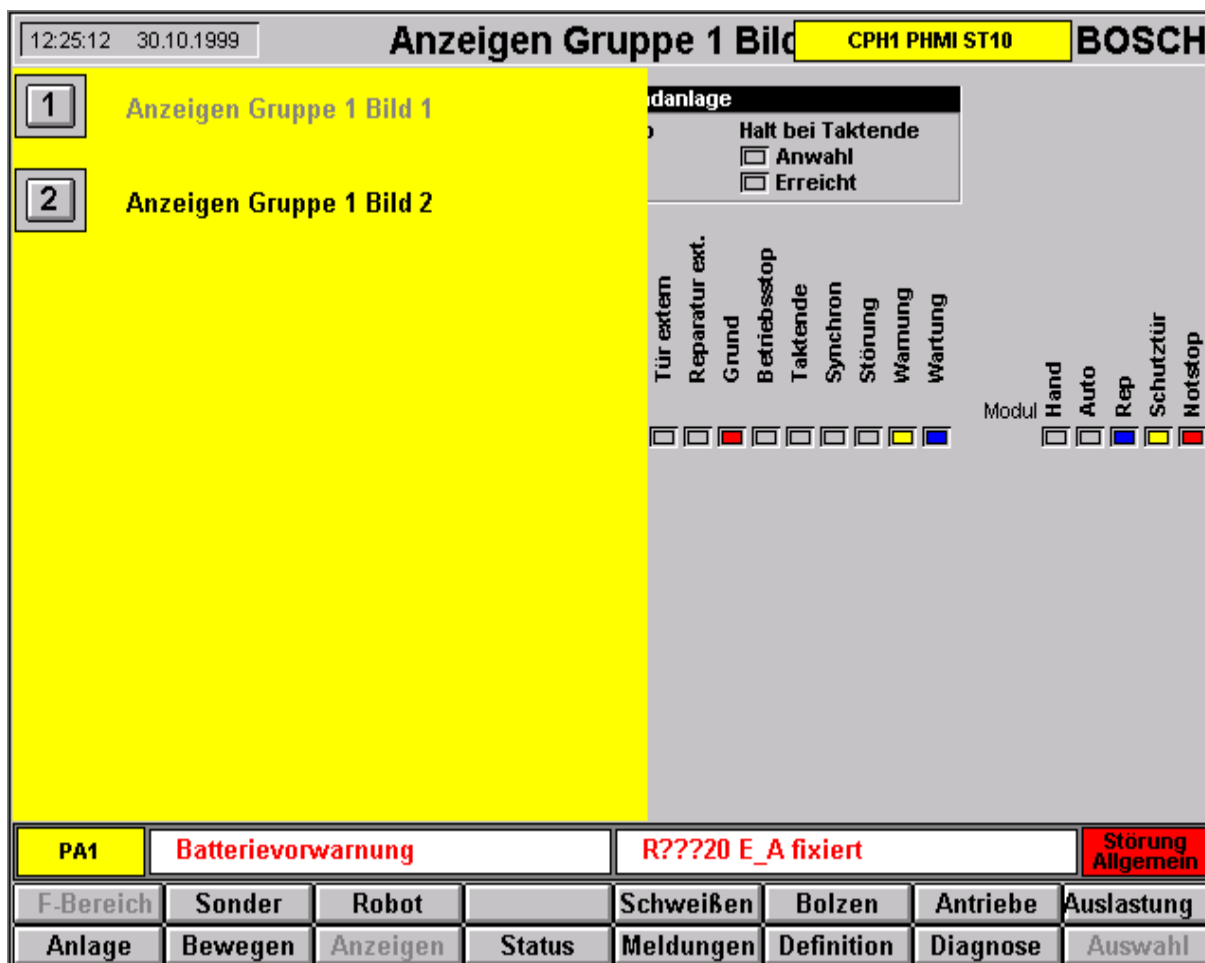 12:25:12 30.10.1999
Anzeigen Gruppe 1 Bild
CPH1 PHMI ST10
BOSCH
1 Anzeigen Gruppe 1 Bild 1
2 Anzeigen Gruppe 1 Bild 2
ndanlage
Halt bei Taktende
Anwahl
Erreicht
Tür extern
Reparatur ext.
Grund
Betriebsstop
Taktende
Synchron
Störung
Warnung
Wartung
Modul
Hand
Auto
Rep
Schutztür
Notstop
PA1
Batterievorwarnung
R???20 E_A fixiert
Störung
Allgemein
F-Bereich Sonder Robot Schweißen Bolzen Antriebe Auslastung
Anlage Bewegen Anzeigen Status Meldungen Definition Diagnose Auswahl